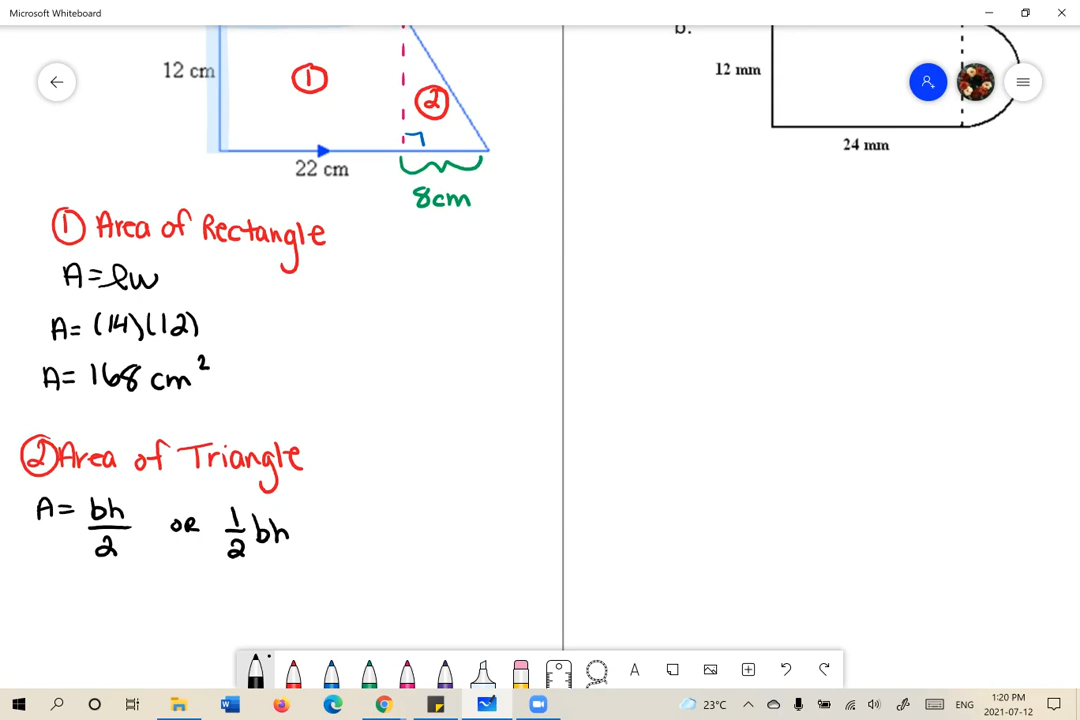 Microsoft Whiteboard
12 cm
①
②
22 cm
8cm
① Area of Rectangle
A = lw
A = (14)(12)
A = 168 cm²
② Area of Triangle
A = bh/2 OR 1/2 bh
b.
12 mm
24 mm
A
W
23°C
ENG
1:20 PM
2021-07-12